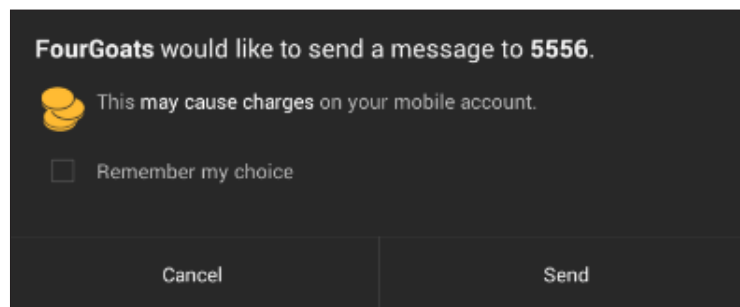 FourGoats would like to send a message to 5556.
This may cause charges on your mobile account.
Remember my choice
Cancel
Send